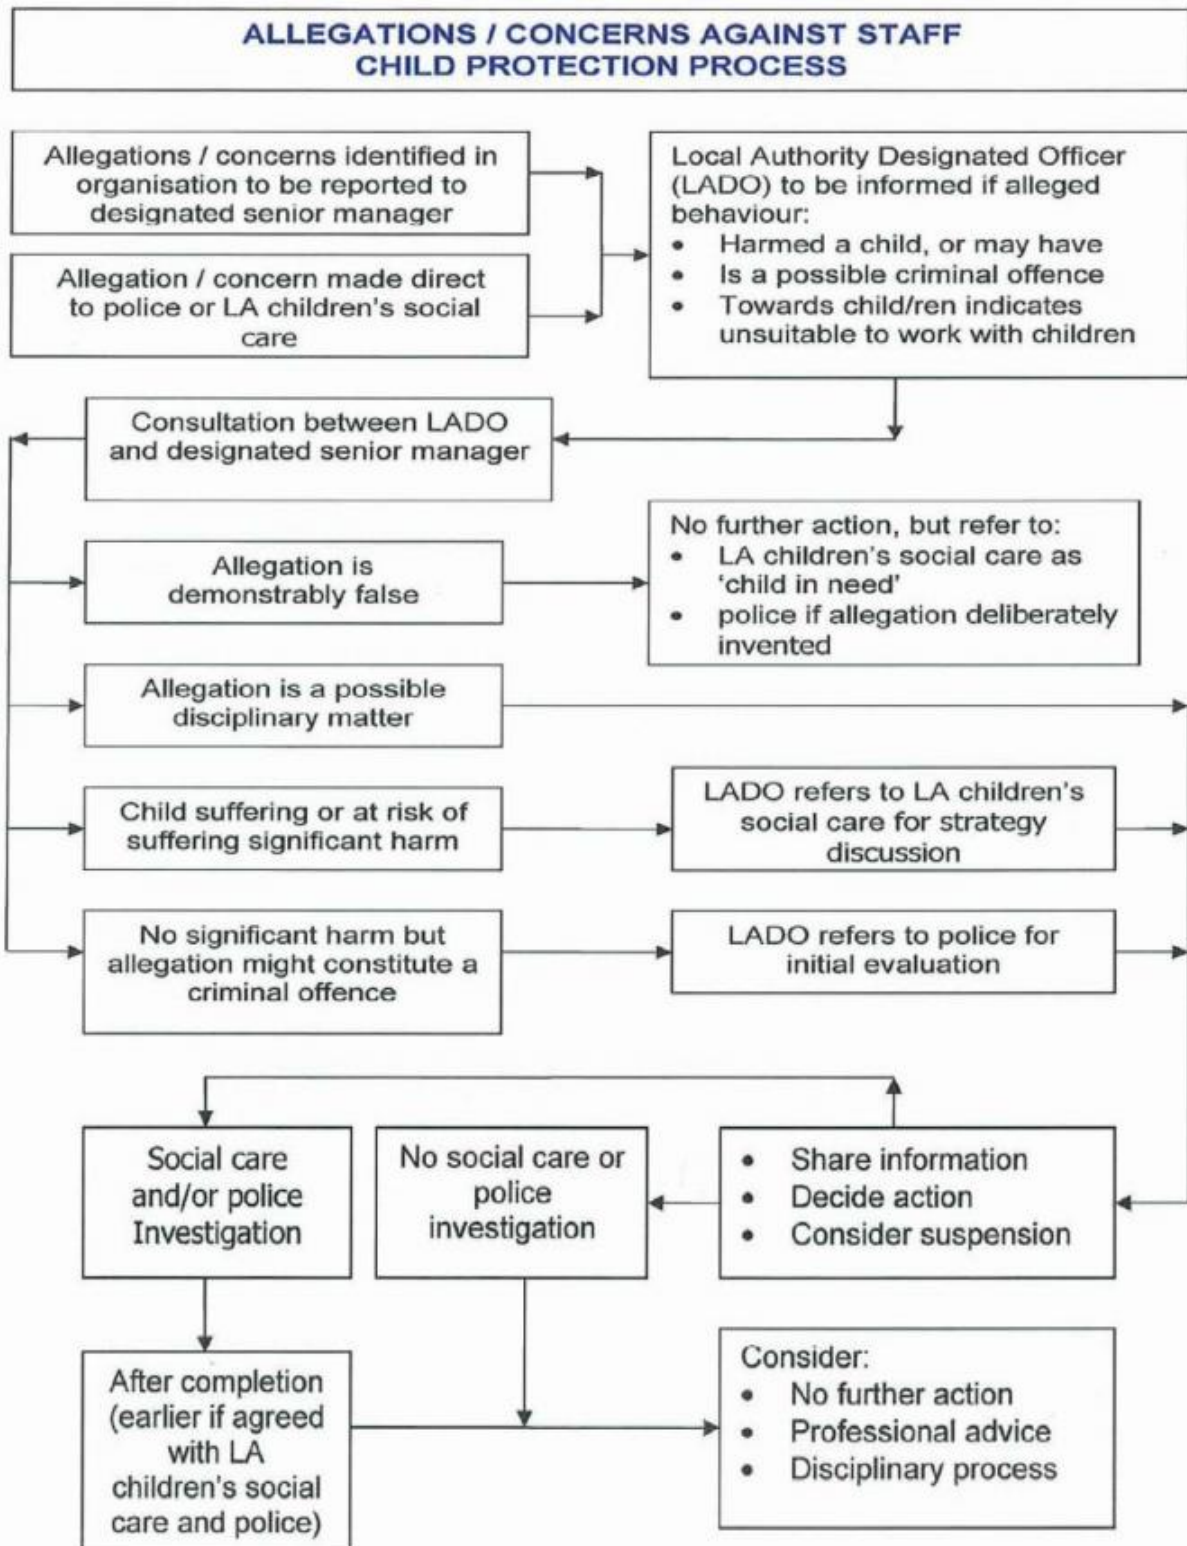 ALLEGATIONS / CONCERNS AGAINST STAFF
CHILD PROTECTION PROCESS
Allegations / concerns identified in
organisation to be reported to
designated senior manager
Allegation / concern made direct
to police or LA children's social
care
Local Authority Designated Officer
(LADO) to be informed if alleged
behaviour:
• Harmed a child, or may have
• Is a possible criminal offence
• Towards child/ren indicates
unsuitable to work with children
Consultation between LADO
and designated senior manager
Allegation is
demonstrably false
No further action, but refer to:
• LA children's social care as
'child in need'
• police if allegation deliberately
invented
Allegation is a possible
disciplinary matter
Child suffering or at risk of
suffering significant harm
LADO refers to LA children's
social care for strategy
discussion
No significant harm but
allegation might constitute a
criminal offence
LADO refers to police for
initial evaluation
Social care
and/or police
Investigation
No social care or
police
investigation
• Share information
• Decide action
• Consider suspension
After completion
(earlier if agreed
with LA
children's social
care and police)
Consider:
• No further action
• Professional advice
• Disciplinary process